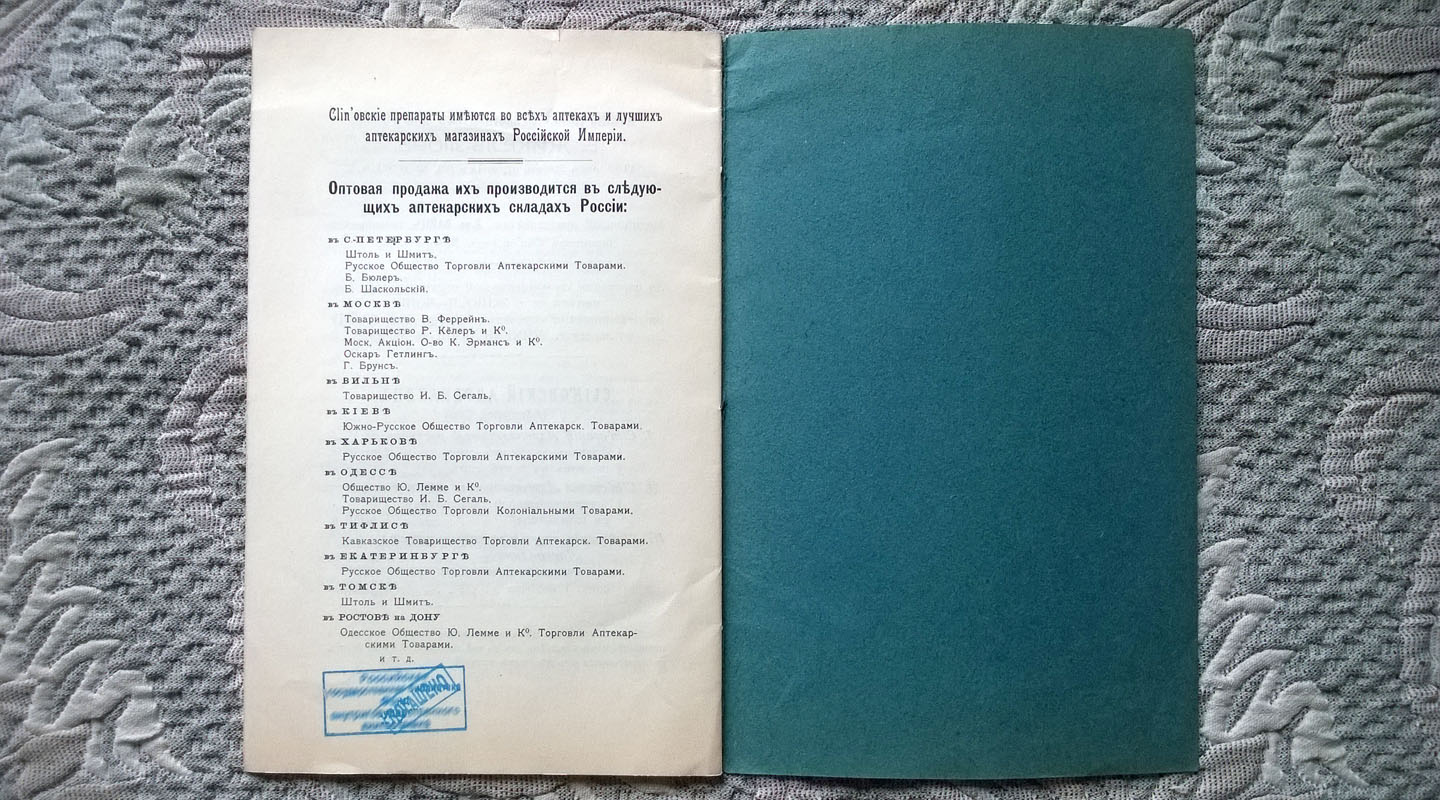 Clin'овскіе препараты имѣются во всѣхъ аптекахъ и лучшихъ
аптекарскихъ магазинахъ Россійской Имперіи.
Оптовая продажа ихъ производится въ слѣдую-
щихъ аптекарскихъ складахъ Россіи:
въ С.-ПЕТЕРБУРГѢ
Штоль и Шмитъ.
Русское Общество Торговли Аптекарскими Товарами.
Б. Бюлеръ.
Б. Шаскольскій.
въ МОСКВѢ
Товарищество В. Феррейнъ.
Товарищество Р. Кёлеръ и К⁰.
Моск. Акціон. О-во К. Эрмансъ и К⁰.
Оскаръ Гетлингъ.
Г. Брунсъ.
въ ВИЛЬНѢ
Товарищество И. Б. Сегаль.
въ КІЕВѢ
Южно-Русское Общество Торговли Аптекарск. Товарами.
въ ХАРЬКОВѢ
Русское Общество Торговли Аптекарскими Товарами.
въ ОДЕССѢ
Общество Ю. Лемме и К⁰.
Товарищество И. Б. Сегаль.
Русское Общество Торговли Колоніальными Товарами.
въ ТИФЛИСѢ
Кавказское Товарищество Торговли Аптекарск. Товарами.
въ ЕКАТЕРИНБУРГѢ
Русское Общество Торговли Аптекарскими Товарами.
въ ТОМСКѢ
Штоль и Шмитъ.
въ РОСТОВѢ на ДОНУ
Одесское Общество Ю. Лемме и К⁰. Торговли Аптекар-
скими Товарами.
и т. д.